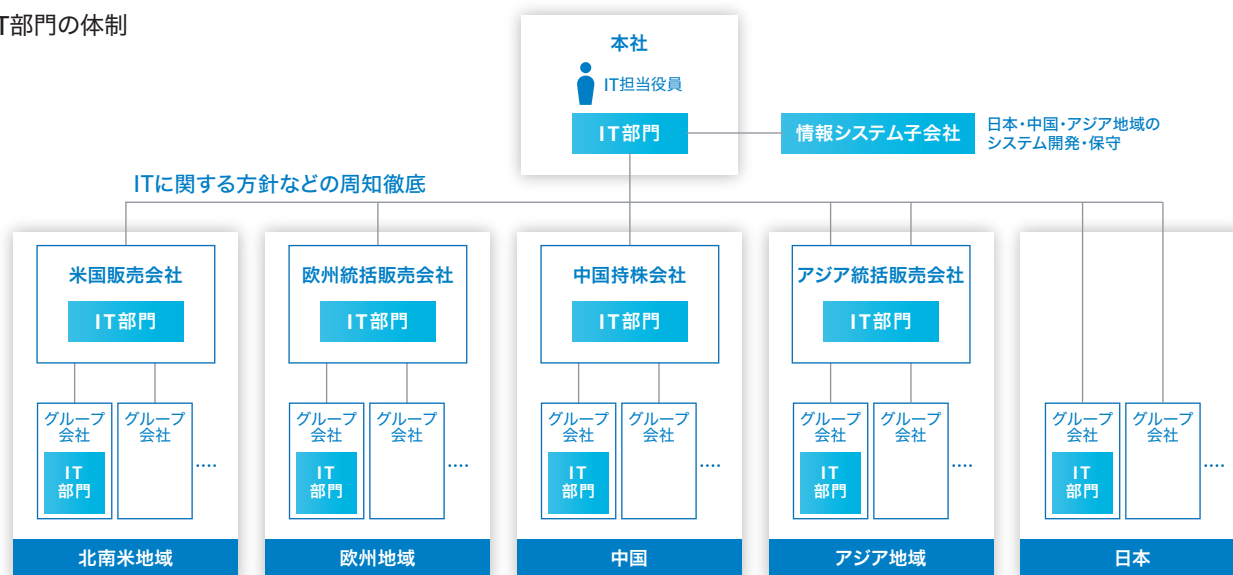 IT部門の体制
本社
IT担当役員
IT部門
情報システム子会社
日本・中国・アジア地域の
システム開発・保守
ITに関する方針などの周知徹底
米国販売会社
IT部門
グループ
会社
IT
部門
グループ
会社
....
北南米地域
欧州統括販売会社
IT部門
グループ
会社
IT
部門
グループ
会社
....
欧州地域
中国持株会社
IT部門
グループ
会社
IT
部門
グループ
会社
....
中国
アジア統括販売会社
IT部門
グループ
会社
IT
部門
グループ
会社
....
アジア地域
グループ
会社
IT
部門
グループ
会社
....
日本